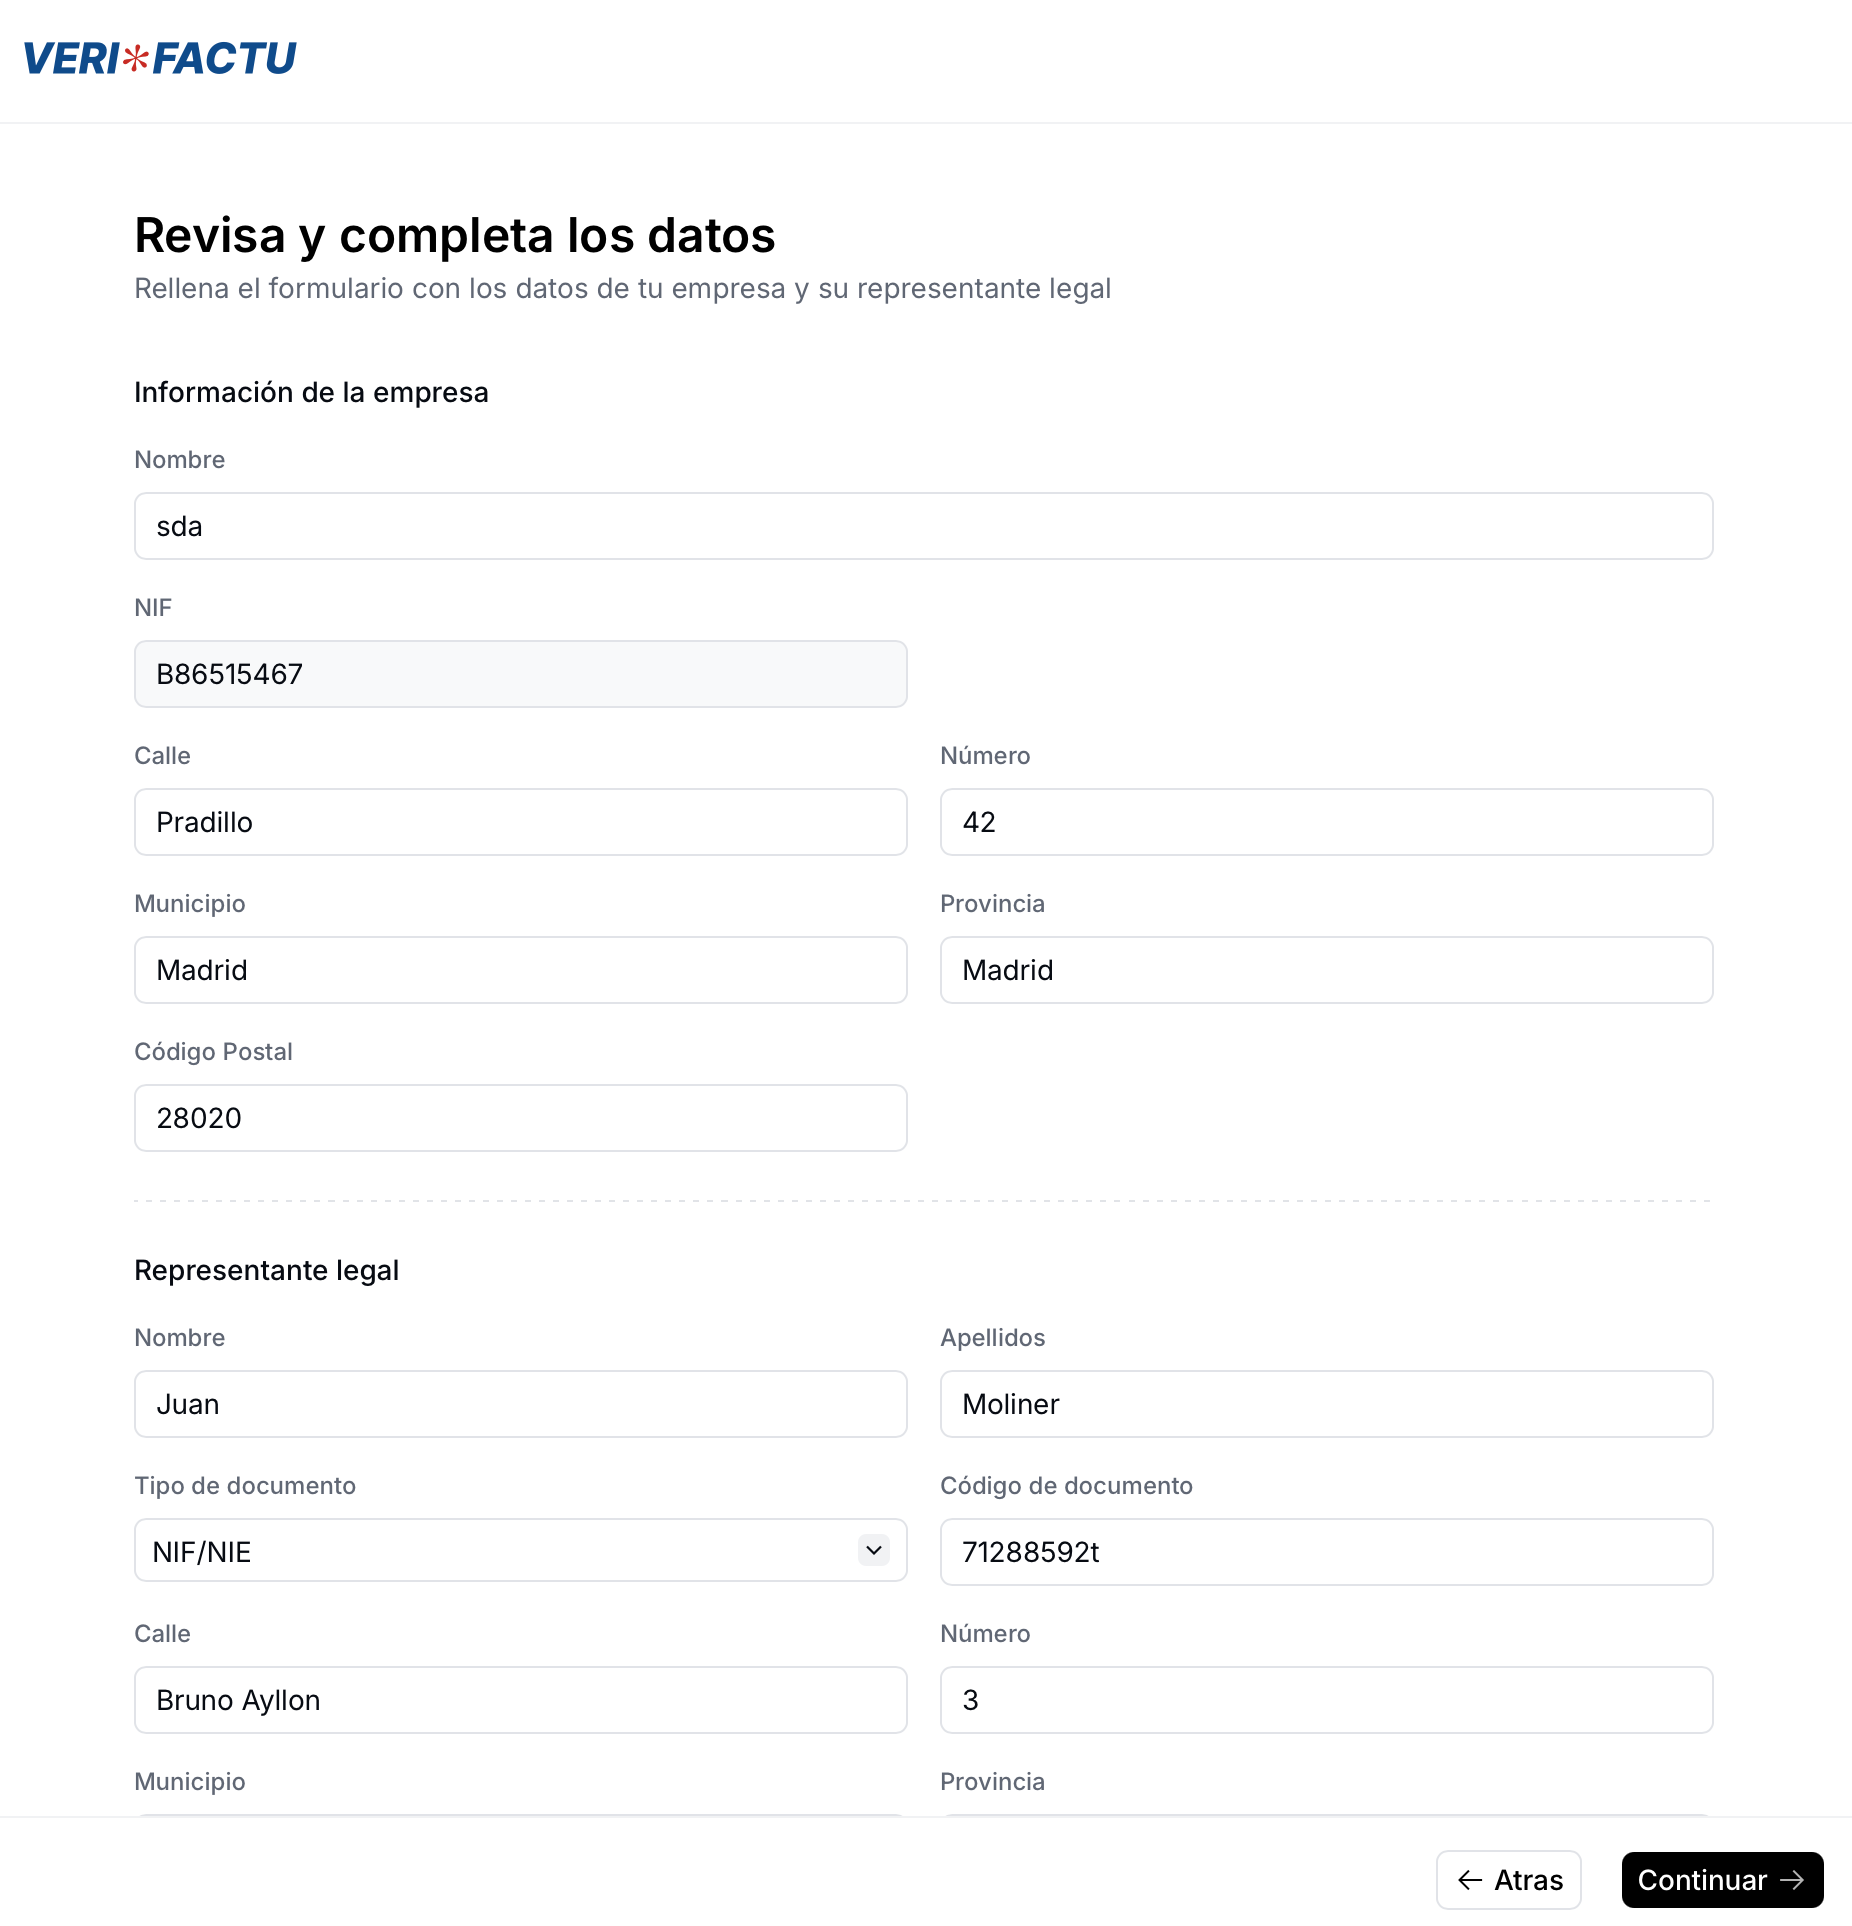 VERI*FACTU
Revisa y completa los datos
Rellena el formulario con los datos de tu empresa y su representante legal
Información de la empresa
Nombre
sda
NIF
B86515467
Calle Número
Pradillo 42
Municipio Provincia
Madrid Madrid
Código Postal
28020
Representante legal
Nombre Apellidos
Juan Moliner
Tipo de documento Código de documento
NIF/NIE 71288592t
Calle Número
Bruno Ayllon 3
Municipio Provincia
← Atras Continuar →